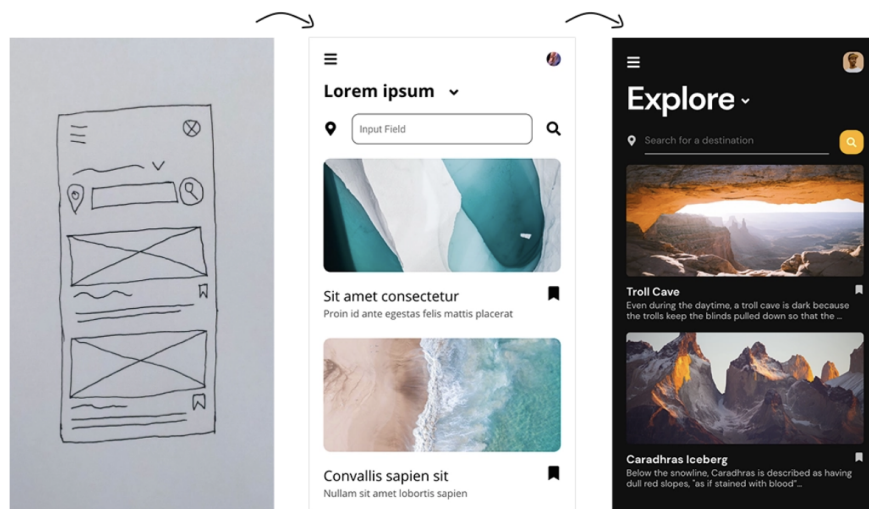 Lorem ipsum
Input Field
Sit amet consectetur
Proin id ante egestas felis mattis placerat
Convallis sapien sit
Nullam sit amet lobortis sapien
Explore
Search for a destination
Troll Cave
Even during the daytime, a troll cave is dark because
the trolls keep the blinds pulled down so that the ...
Caradhras Iceberg
Below the snowline, Caradhras is described as having
dull red slopes, "as if stained with blood"...